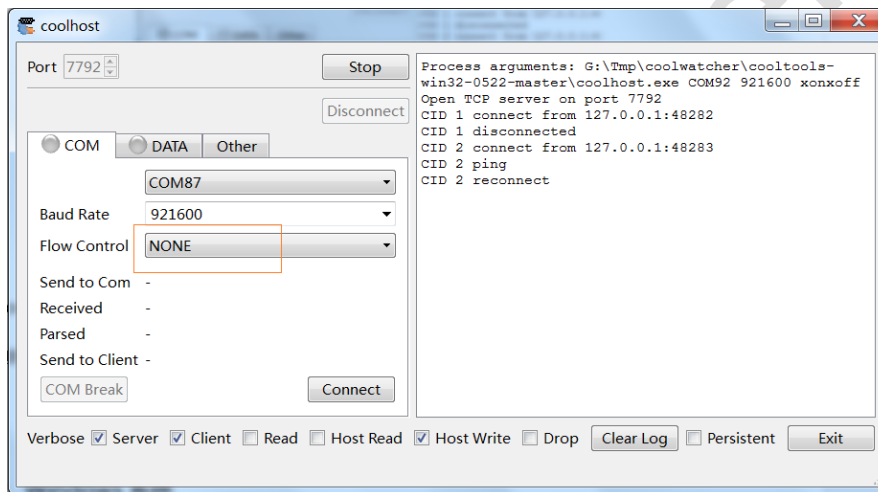 coolhost
Port 7792 Stop
Disconnect
COM DATA Other
COM87
Baud Rate 921600
Flow Control NONE
Send to Com -
Received -
Parsed -
Send to Client -
COM Break Connect
Process arguments: G:\Tmp\coolwatcher\cooltools-
win32-0522-master\coolhost.exe COM92 921600 xonxoff
Open TCP server on port 7792
CID 1 connect from 127.0.0.1:48282
CID 1 disconnected
CID 2 connect from 127.0.0.1:48283
CID 2 ping
CID 2 reconnect
Verbose Server Client Read Host Read Host Write Drop Clear Log Persistent Exit